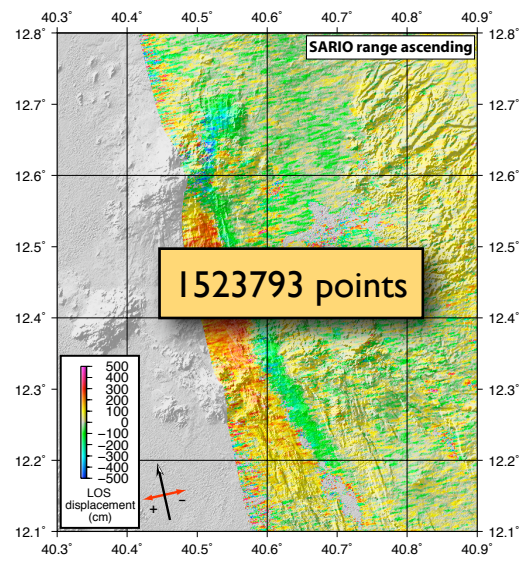 40.3˚ 40.4˚ 40.5˚ 40.6˚ 40.7˚ 40.8˚ 40.9˚
12.8˚ 12.8˚
SARIO range ascending
12.7˚ 12.7˚
12.6˚ 12.6˚
12.5˚ 12.5˚
1523793 points
12.4˚ 12.4˚
12.3˚ 12.3˚
12.2˚ 12.2˚
12.1˚ 12.1˚
500
400
300
200
100
0
−100
−200
−300
−400
−500
LOS
displacement
(cm)
+ −
40.3˚ 40.4˚ 40.5˚ 40.6˚ 40.7˚ 40.8˚ 40.9˚